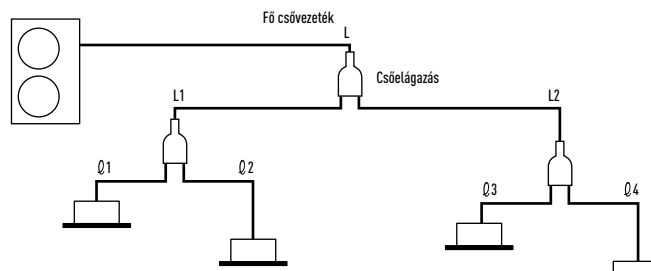 Fő csővezeték
L
Csőelágazás
L1
L2
ℓ1
ℓ2
ℓ3
ℓ4